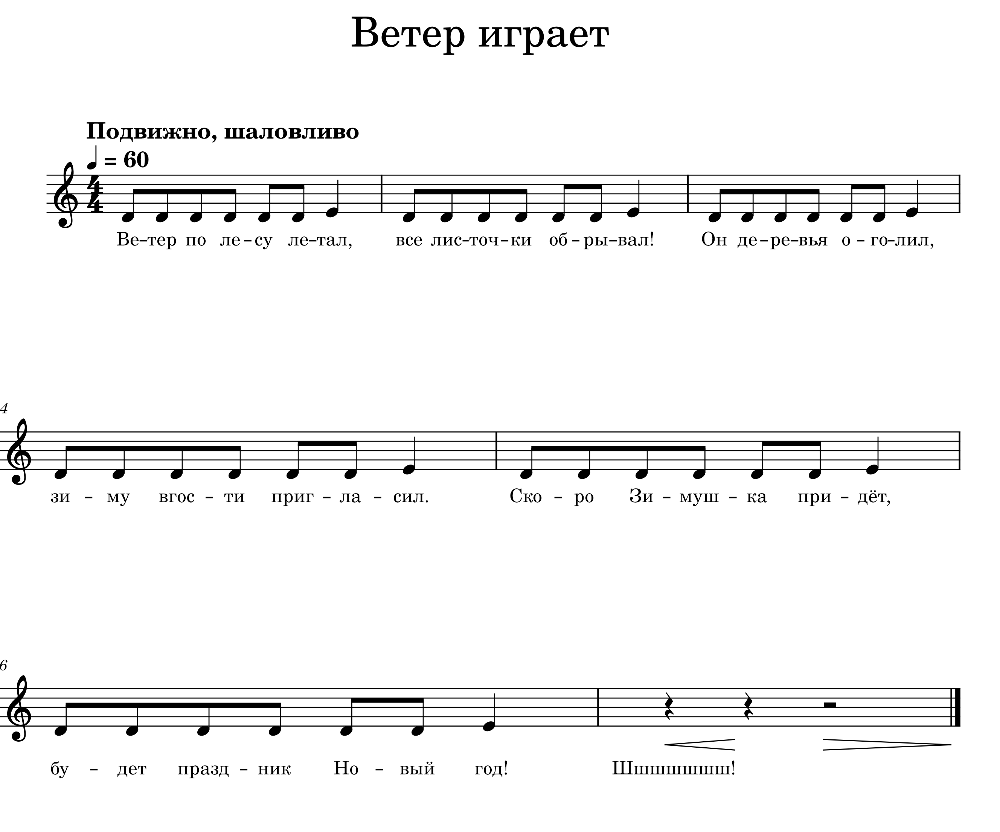 Ветер играет
Подвижно, шаловливо
♩ = 60
4
4
Ве-тер по ле-су ле-тал, все лис-точ-ки об-ры-вал! Он де-ре-вья о-го-лил,
4
зи-му вгос-ти приг-ла-сил. Ско-ро Зи-муш-ка при-дёт,
6
бу-дет празд-ник Но-вый год! Шшшшшшш!